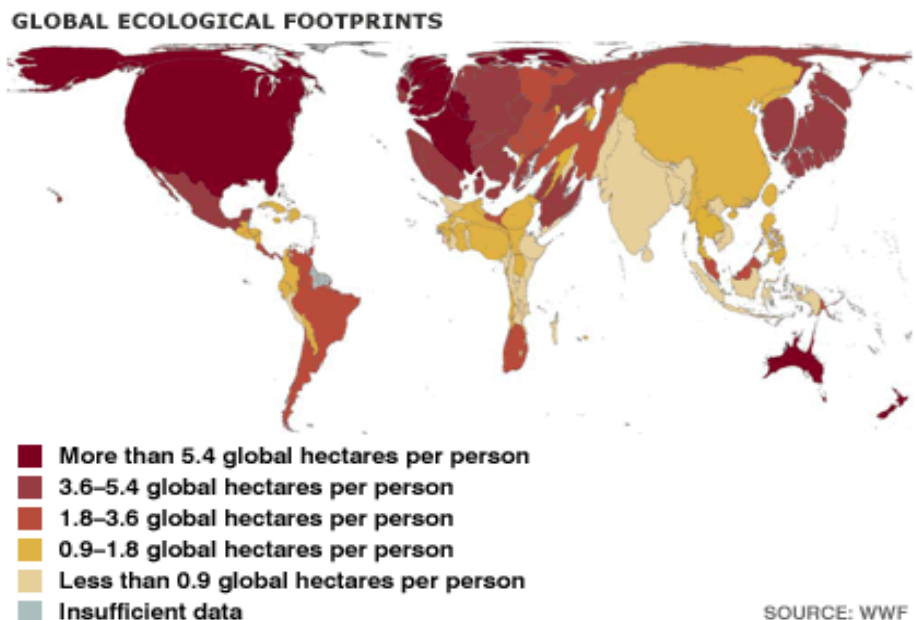 GLOBAL ECOLOGICAL FOOTPRINTS
More than 5.4 global hectares per person
3.6–5.4 global hectares per person
1.8–3.6 global hectares per person
0.9–1.8 global hectares per person
Less than 0.9 global hectares per person
Insufficient data
SOURCE: WWF